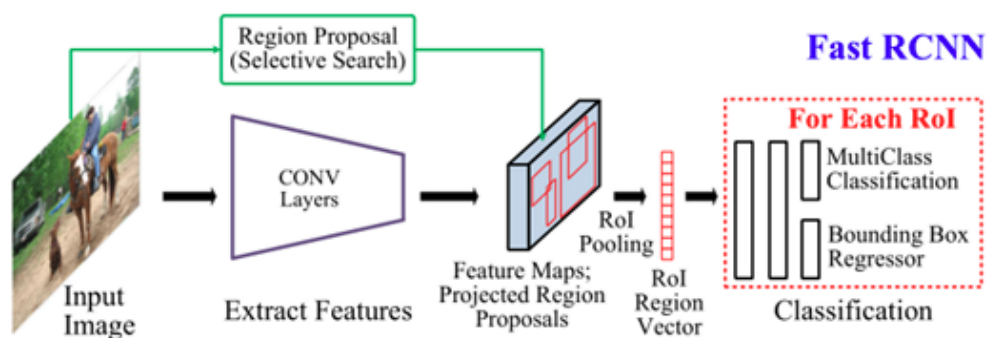 Region Proposal
(Selective Search)
Fast RCNN
For Each RoI
MultiClass
Classification
CONV
Layers
RoI
Pooling
Bounding Box
Regressor
Input
Image
Extract Features
Feature Maps;
Projected Region
Proposals
RoI
Region
Vector
Classification